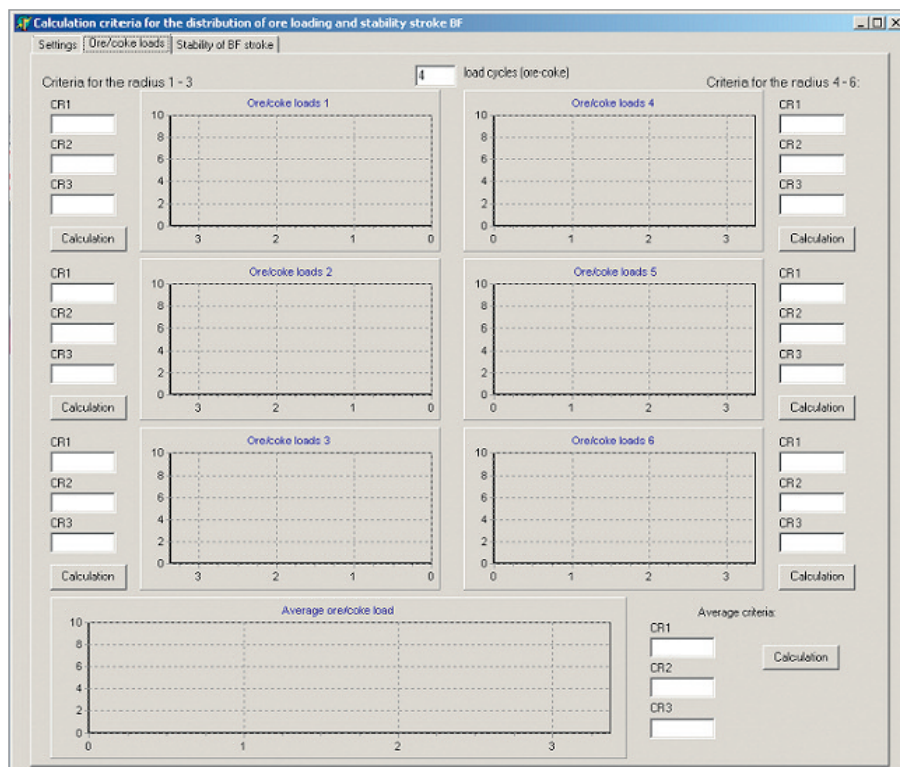 Calculation criteria for the distribution of ore loading and stability stroke BF
Settings Ore/coke loads Stability of BF stroke
Criteria for the radius 1 - 3
4 load cycles (ore-coke)
Criteria for the radius 4 - 6:
CR1
CR2
CR3
Calculation
Ore/coke loads 1
10
8
6
4
2
0
3 2 1 0
Ore/coke loads 4
10
8
6
4
2
0
0 1 2 3
CR1
CR2
CR3
Calculation
CR1
CR2
CR3
Calculation
Ore/coke loads 2
10
8
6
4
2
0
3 2 1 0
Ore/coke loads 5
10
8
6
4
2
0
0 1 2 3
CR1
CR2
CR3
Calculation
CR1
CR2
CR3
Calculation
Ore/coke loads 3
10
8
6
4
2
0
3 2 1 0
Ore/coke loads 6
10
8
6
4
2
0
0 1 2 3
CR1
CR2
CR3
Calculation
Average ore/coke load
10
8
6
4
2
0
0 1 2 3
Average criteria:
CR1
CR2
CR3
Calculation